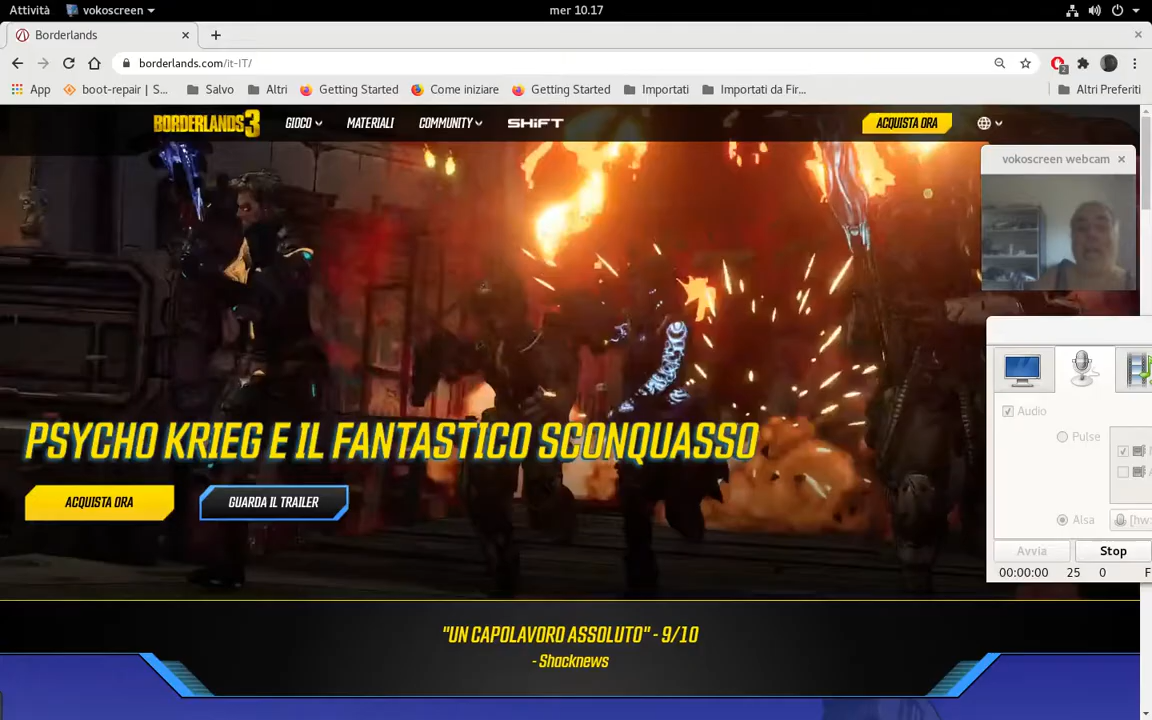 Attività
vokoscreen
mer 10.17
Borderlands
borderlands.com/it-IT/
2
App
boot-repair | S...
Salvo
Altri
Getting Started
Come iniziare
Getting Started
Importati
Importati da Fir...
Altri Preferiti
BORDERLANDS 3
GIOCO
MATERIALI
COMMUNITY
SHiFT
ACQUISTA ORA
vokoscreen webcam
PSYCHO KRIEG E IL FANTASTICO SCONQUASSO
ACQUISTA ORA
GUARDA IL TRAILER
Audio
Pulse
Alsa
[hw:
Avvia
Stop
00:00:00
25
0
F
"UN CAPOLAVORO ASSOLUTO" - 9/10
- Shacknews